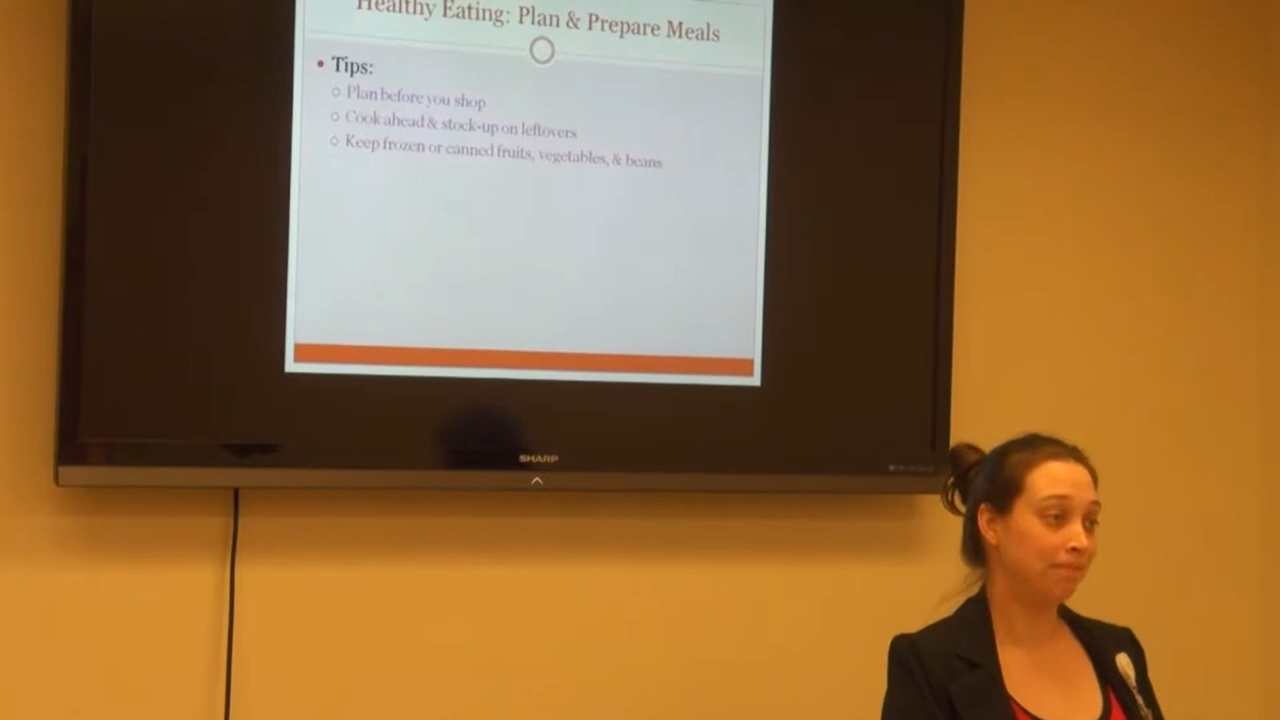 Healthy Eating: Plan & Prepare Meals
• Tips:
○ Plan before you shop
○ Cook ahead & stock-up on leftovers
○ Keep frozen or canned fruits, vegetables, & beans
SHARP